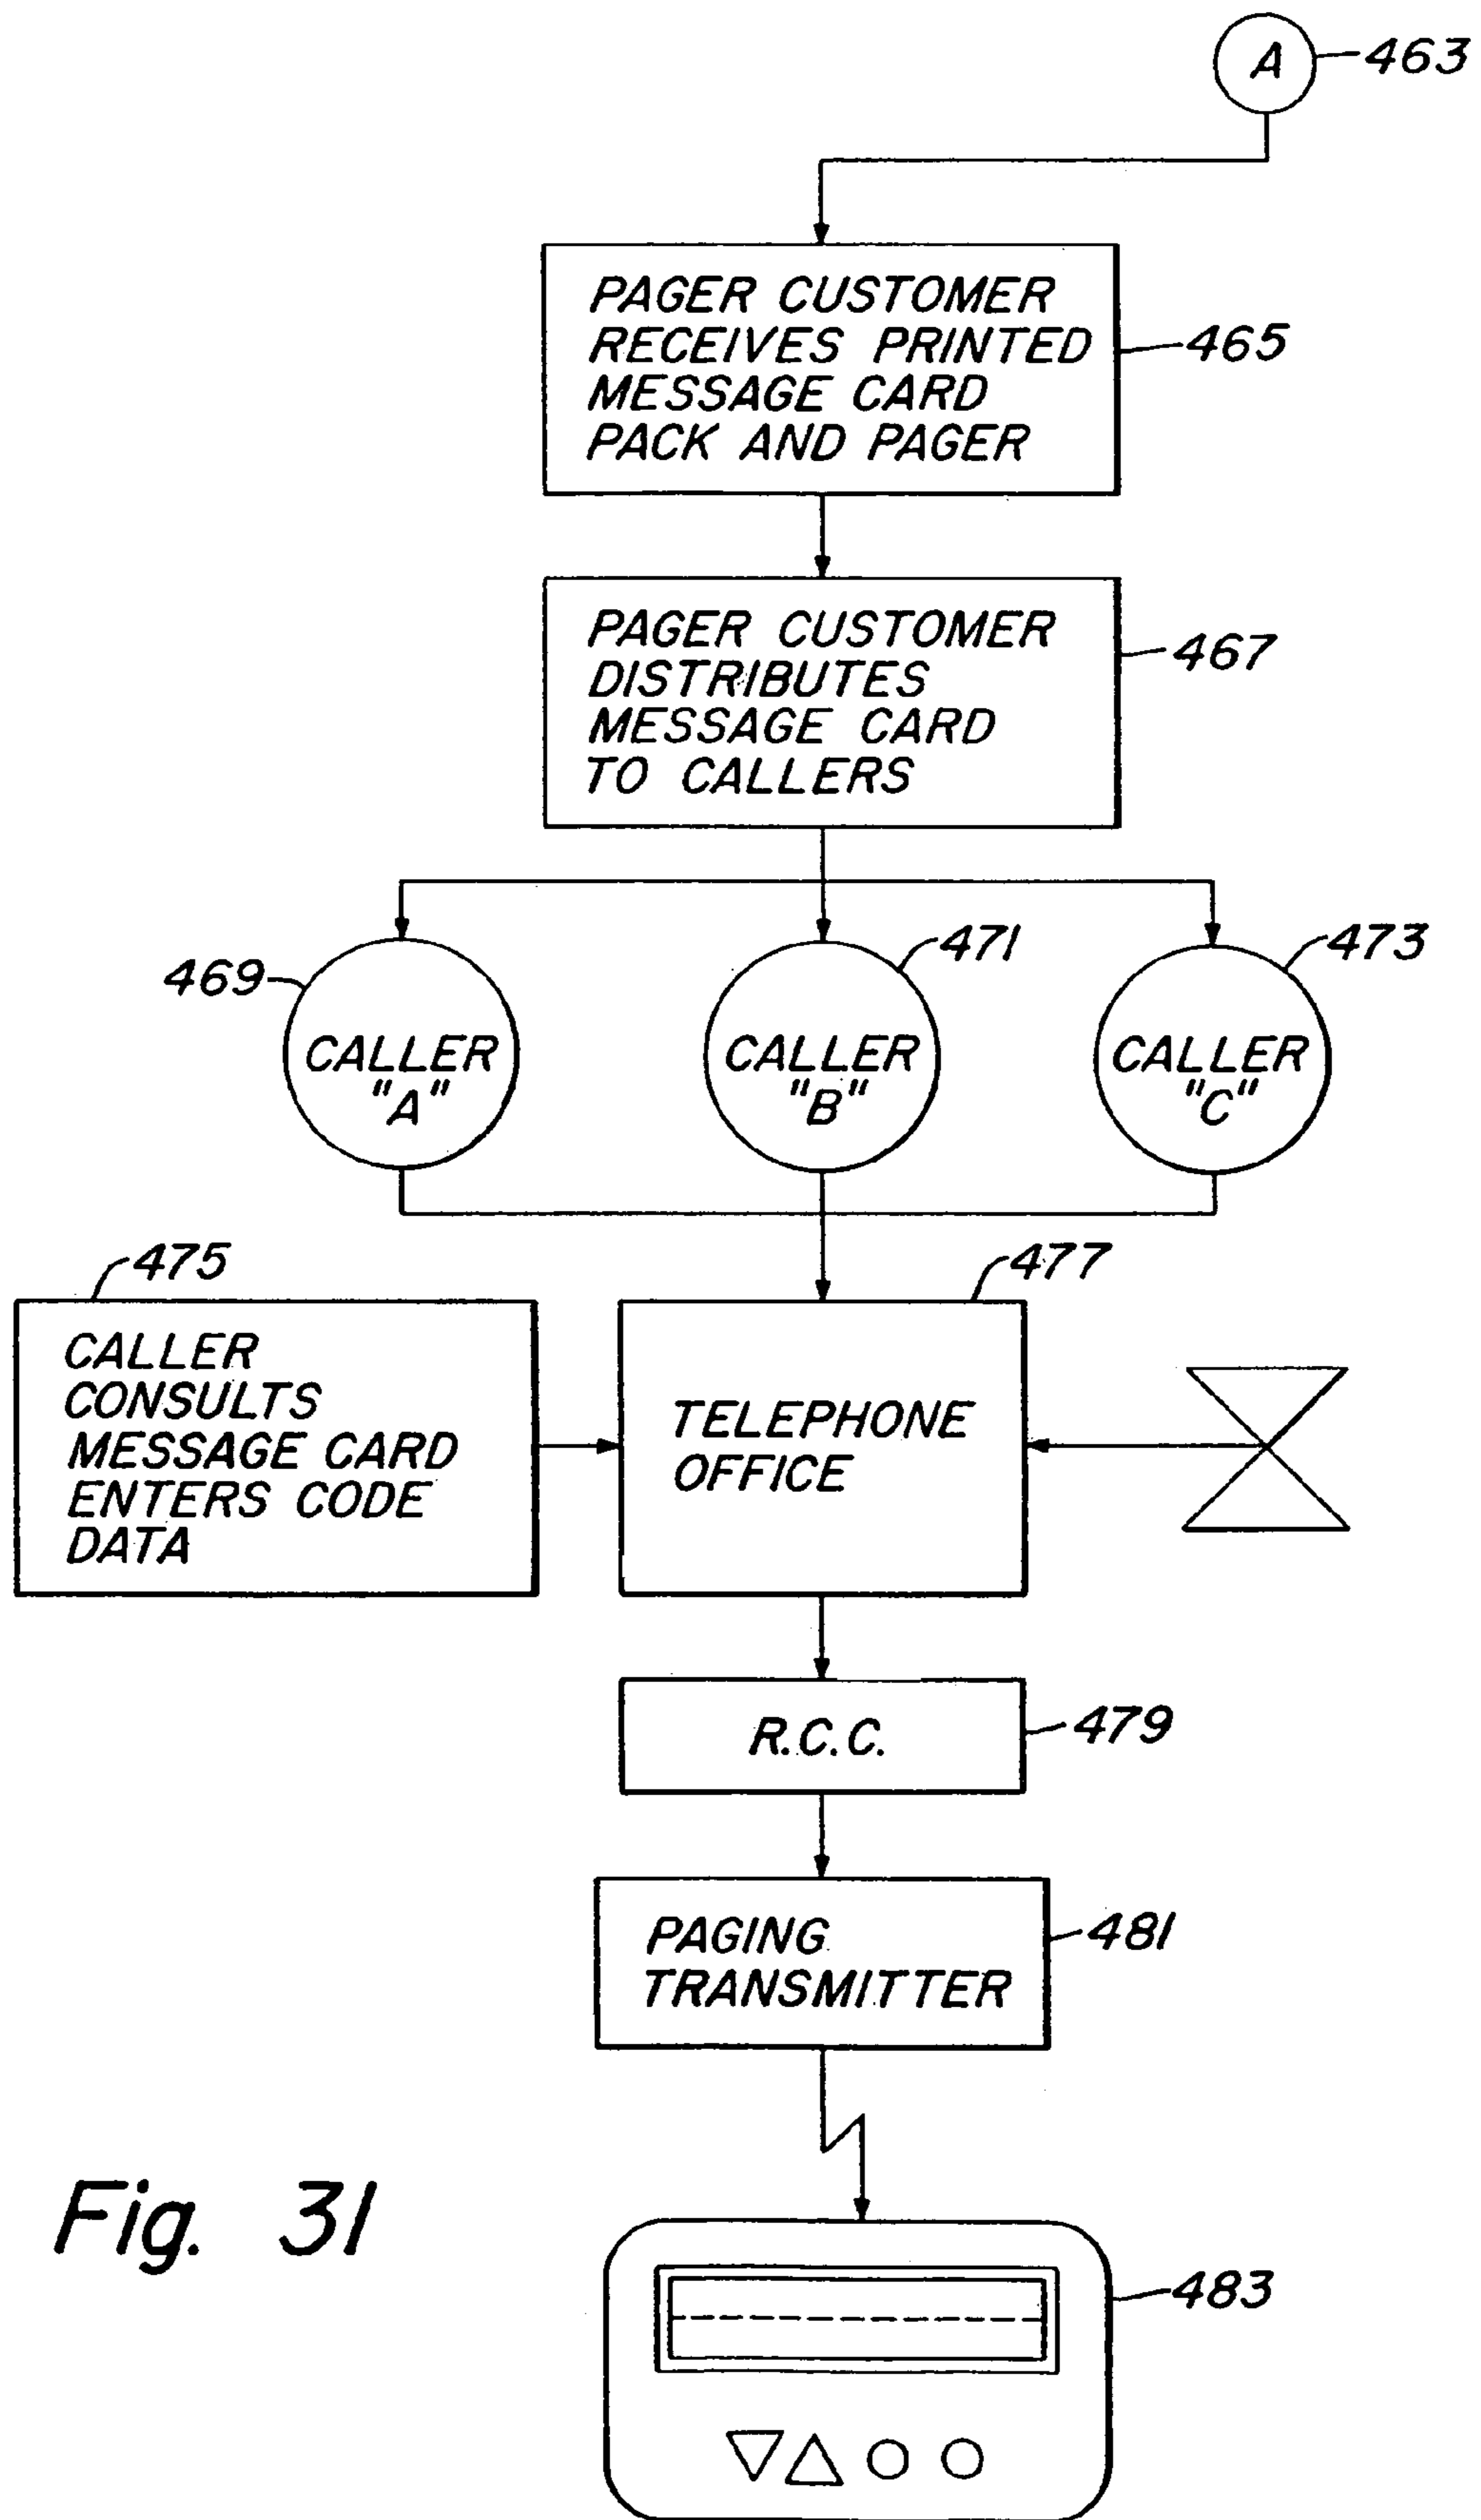 A
463
PAGER CUSTOMER
RECEIVES PRINTED
MESSAGE CARD
PACK AND PAGER
465
PAGER CUSTOMER
DISTRIBUTES
MESSAGE CARD
TO CALLERS
467
469
CALLER
"A"
471
CALLER
"B"
473
CALLER
"C"
475
CALLER
CONSULTS
MESSAGE CARD
ENTERS CODE
DATA
477
TELEPHONE
OFFICE
R.C.C.
479
PAGING
TRANSMITTER
481
483
Fig. 31